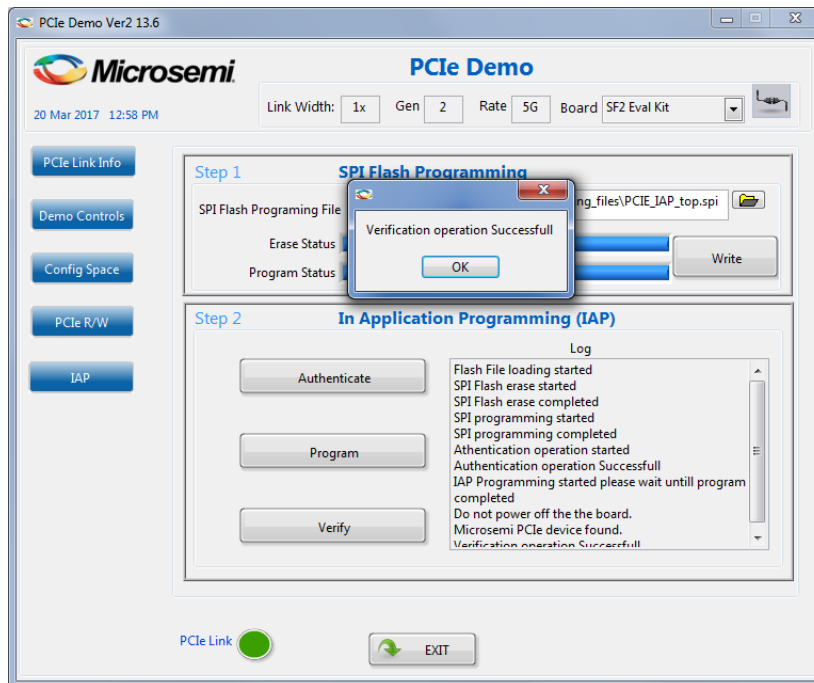 PCIe Demo Ver2 13.6
Microsemi.
PCIe Demo
20 Mar 2017 12:58 PM
Link Width: 1x Gen 2 Rate 5G Board SF2 Eval Kit
PCIe Link Info
Demo Controls
Config Space
PCIe R/W
IAP
Step 1 SPI Flash Programming
SPI Flash Programing File ng_files\PCIE_IAP_top.spi
Erase Status
Program Status
Write
Verification operation Successfull
OK
Step 2 In Application Programming (IAP)
Authenticate
Program
Verify
Log
Flash File loading started
SPI Flash erase started
SPI Flash erase completed
SPI programming started
SPI programming completed
Athentication operation started
Authentication operation Successfull
IAP Programming started please wait untill program
completed
Do not power off the the board.
Microsemi PCIe device found.
Verification operation Successfull
PCIe Link
EXIT